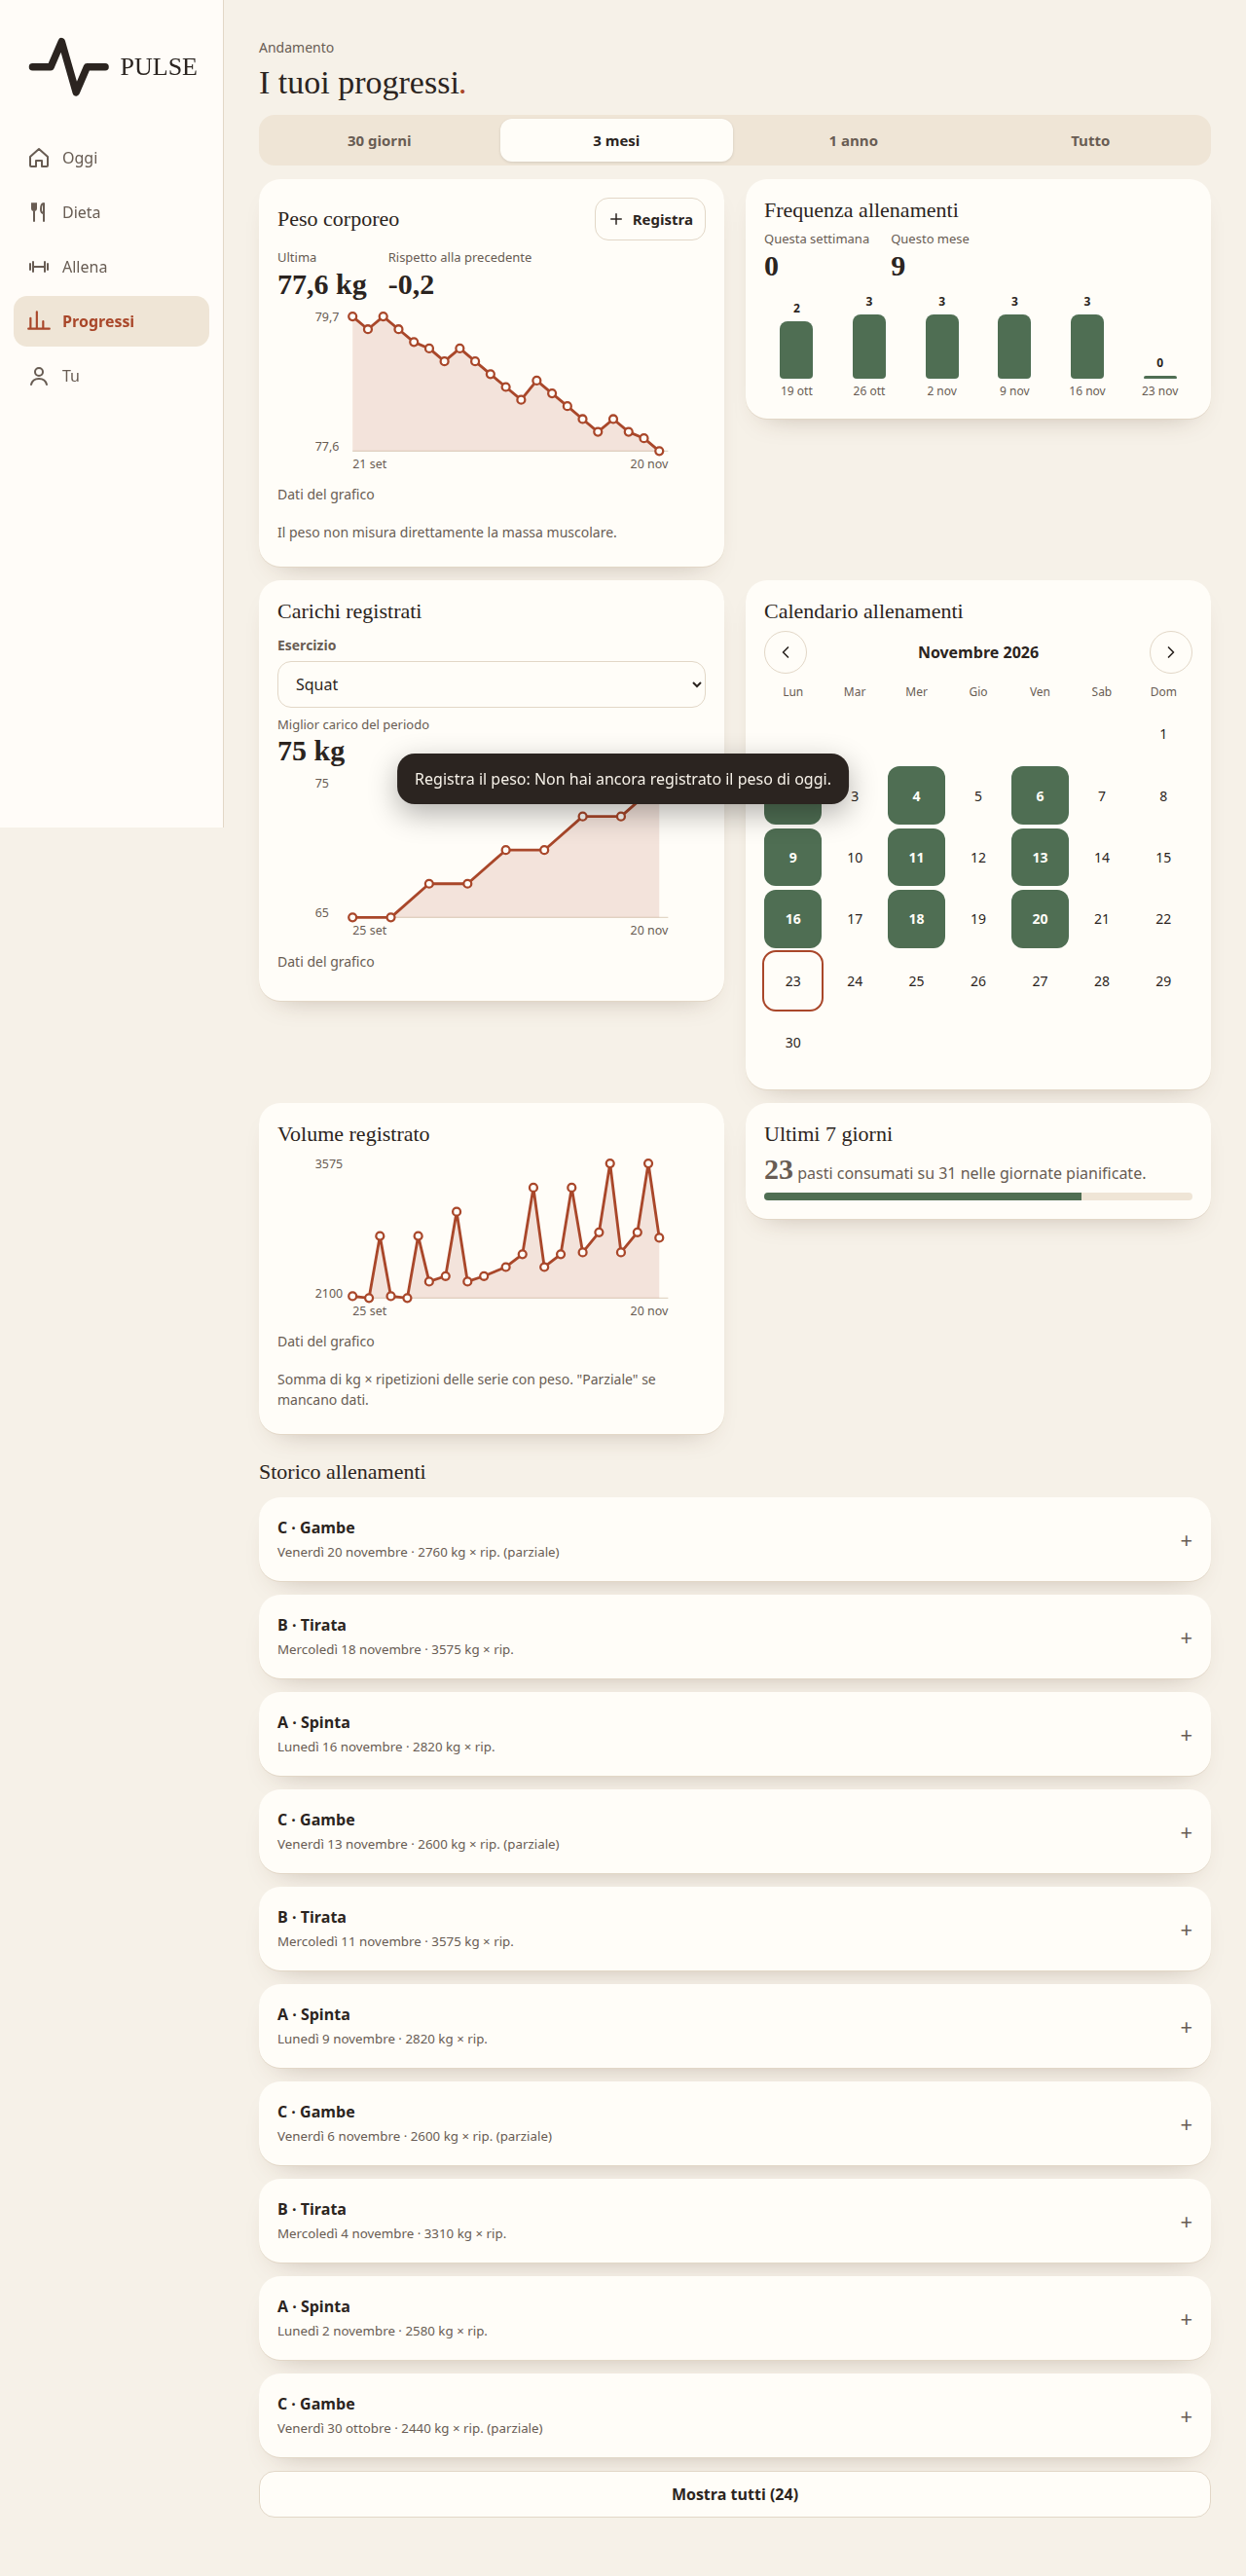 PULSE
Oggi
Dieta
Allena
Progressi
Tu
Andamento
I tuoi progressi.
30 giorni
3 mesi
1 anno
Tutto
Peso corporeo
+ Registra
Ultima
Rispetto alla precedente
77,6 kg
-0,2
79,7
77,6
21 set
20 nov
Dati del grafico
Il peso non misura direttamente la massa muscolare.
Frequenza allenamenti
Questa settimana
Questo mese
0
9
2
3
3
3
3
0
19 ott
26 ott
2 nov
9 nov
16 nov
23 nov
Carichi registrati
Esercizio
Squat
Miglior carico del periodo
75 kg
75
65
25 set
20 nov
Dati del grafico
Registra il peso: Non hai ancora registrato il peso di oggi.
Calendario allenamenti
Novembre 2026
Lun Mar Mer Gio Ven Sab Dom
1
3 4 5 6 7 8
9 10 11 12 13 14 15
16 17 18 19 20 21 22
23 24 25 26 27 28 29
30
Volume registrato
3575
2100
25 set
20 nov
Dati del grafico
Somma di kg × ripetizioni delle serie con peso. "Parziale" se
mancano dati.
Ultimi 7 giorni
23 pasti consumati su 31 nelle giornate pianificate.
Storico allenamenti
C · Gambe
Venerdì 20 novembre · 2760 kg × rip. (parziale)
+
B · Tirata
Mercoledì 18 novembre · 3575 kg × rip.
+
A · Spinta
Lunedì 16 novembre · 2820 kg × rip.
+
C · Gambe
Venerdì 13 novembre · 2600 kg × rip. (parziale)
+
B · Tirata
Mercoledì 11 novembre · 3575 kg × rip.
+
A · Spinta
Lunedì 9 novembre · 2820 kg × rip.
+
C · Gambe
Venerdì 6 novembre · 2600 kg × rip. (parziale)
+
B · Tirata
Mercoledì 4 novembre · 3310 kg × rip.
+
A · Spinta
Lunedì 2 novembre · 2580 kg × rip.
+
C · Gambe
Venerdì 30 ottobre · 2440 kg × rip. (parziale)
+
Mostra tutti (24)